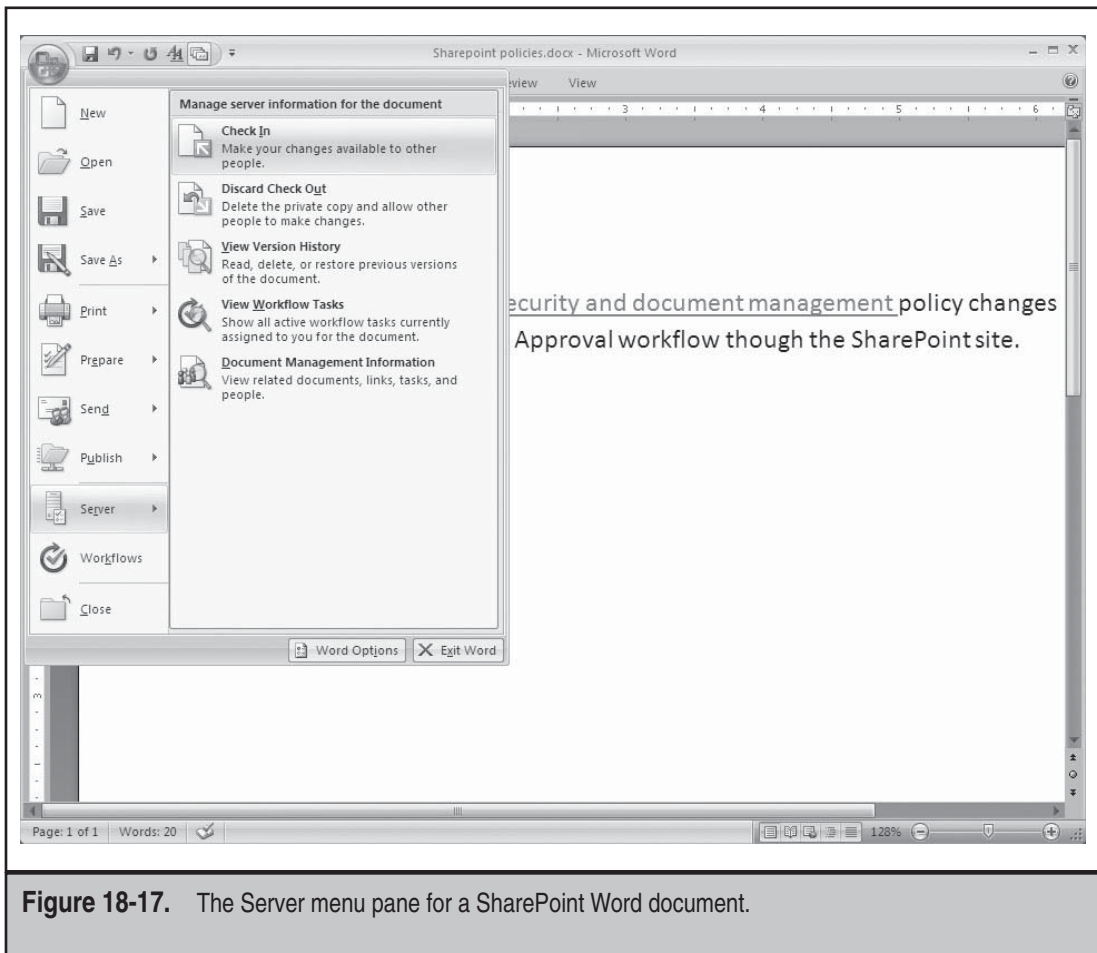 Sharepoint policies.docx - Microsoft Word
View
New
Open
Save
Save As
Print
Prepare
Send
Publish
Server
Workflows
Close
Manage server information for the document
Check In
Make your changes available to other
people.
Discard Check Out
Delete the private copy and allow other
people to make changes.
View Version History
Read, delete, or restore previous versions
of the document.
View Workflow Tasks
Show all active workflow tasks currently
assigned to you for the document.
Document Management Information
View related documents, links, tasks, and
people.
Word Options Exit Word
3 4 5 6
ecurity and document management policy changes
Approval workflow though the SharePoint site.
3
Page: 1 of 1 Words: 20 128%
Figure 18-17. The Server menu pane for a SharePoint Word document.